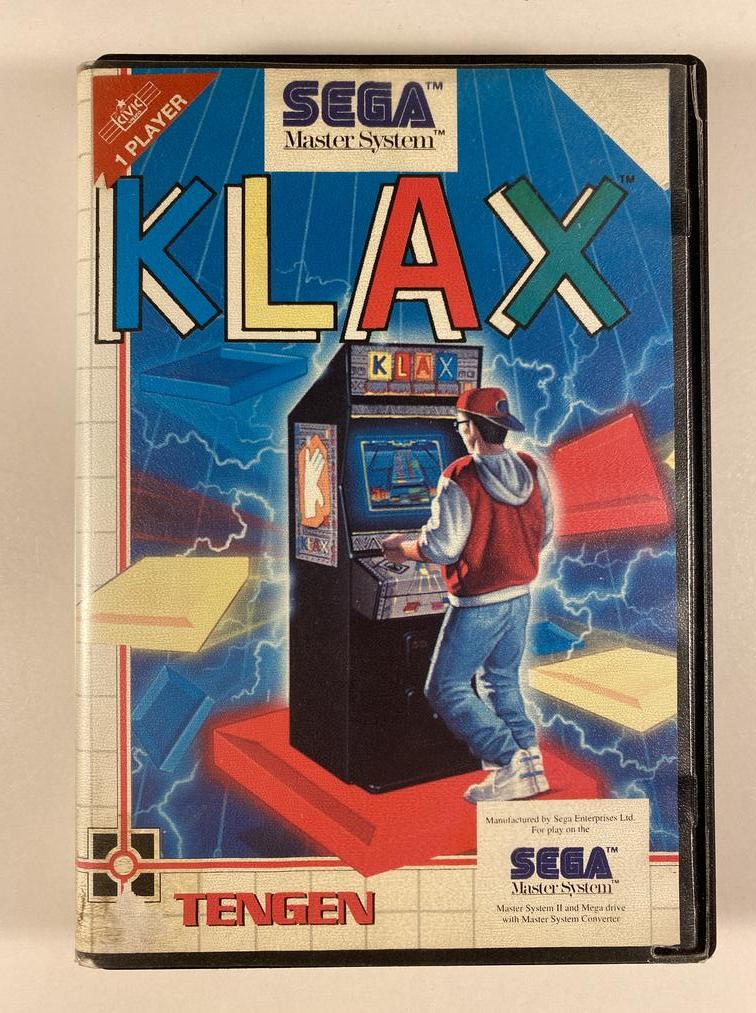 CIVIC
1 PLAYER
SEGA™
Master System™
KLAX™
KLAX
K
KLAX
Manufactured by Sega Enterprises Ltd.
For play on the
SEGA™
Master System™
Master System II and Mega drive
with Master System Converter
TENGEN